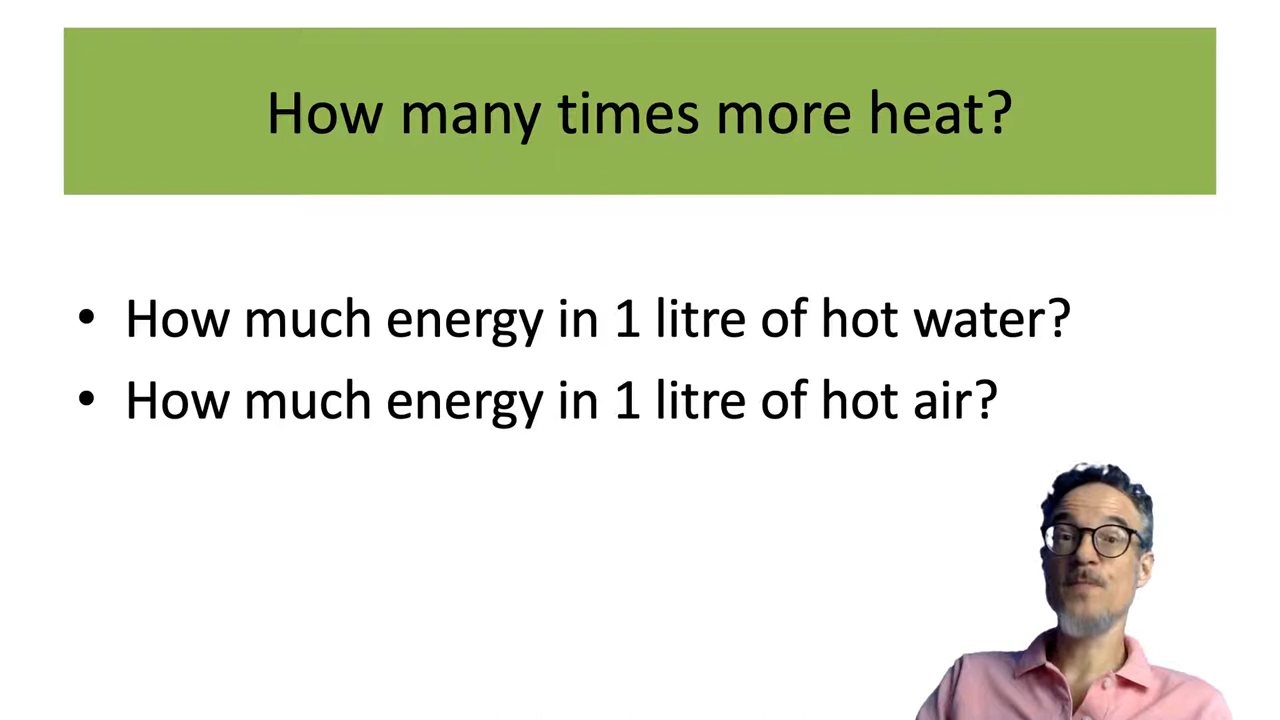 How many times more heat?
• How much energy in 1 litre of hot water?
• How much energy in 1 litre of hot air?